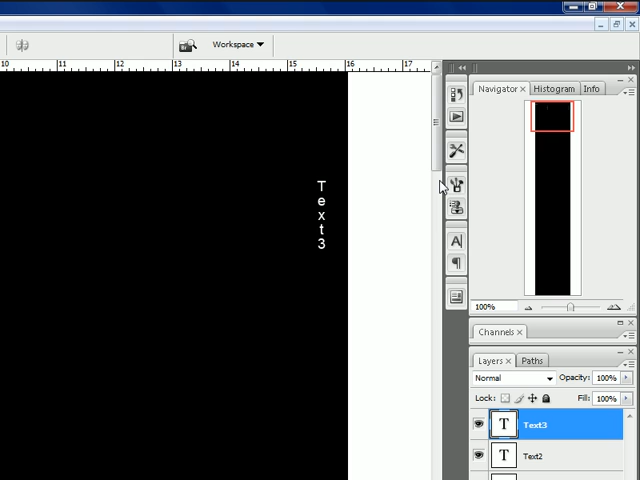 Workspace
10 11 12 13 14 15 16 17
Navigator x Histogram Info
T
e
x
t
3
100%
Channels x
Layers x Paths
Normal Opacity: 100%
Lock: Fill: 100%
T Text3
T Text2